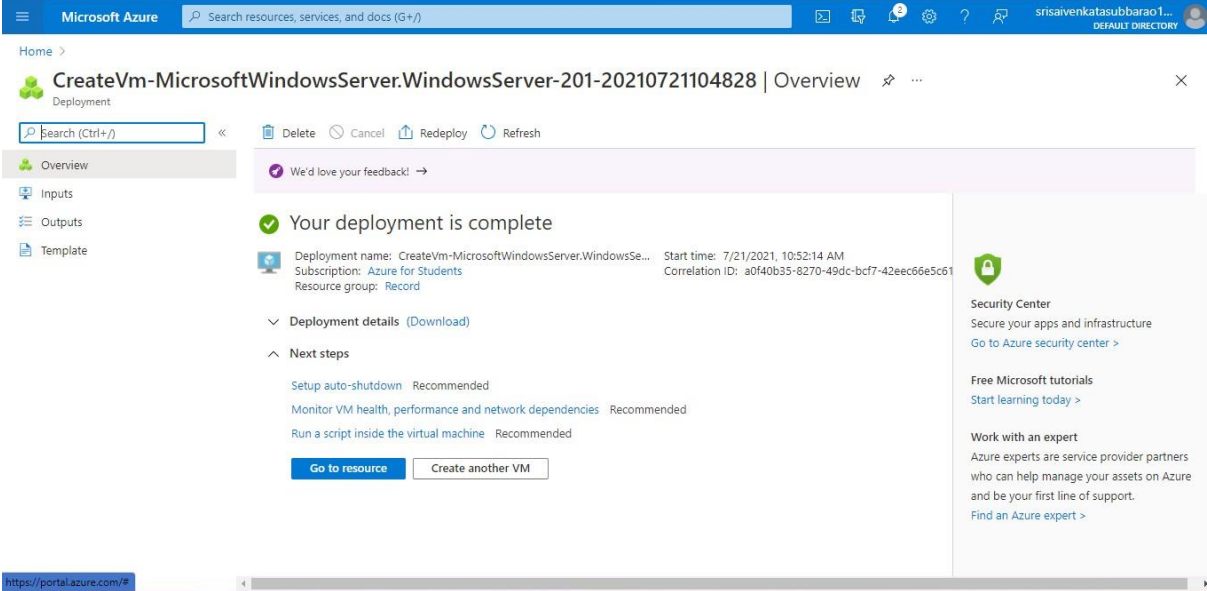 Microsoft Azure
Search resources, services, and docs (G+/)
2
srisaivenkatasubbarao1...
DEFAULT DIRECTORY
Home >
CreateVm-MicrosoftWindowsServer.WindowsServer-201-20210721104828 | Overview
Deployment
Search (Ctrl+/)
Delete Cancel Redeploy Refresh
Overview
Inputs
Outputs
Template
We'd love your feedback! →
Your deployment is complete
Deployment name: CreateVm-MicrosoftWindowsServer.WindowsSe...
Subscription: Azure for Students
Resource group: Record
Start time: 7/21/2021, 10:52:14 AM
Correlation ID: a0f40b35-8270-49dc-bcf7-42eec66e5c61
Deployment details (Download)
Next steps
Setup auto-shutdown Recommended
Monitor VM health, performance and network dependencies Recommended
Run a script inside the virtual machine Recommended
Go to resource Create another VM
Security Center
Secure your apps and infrastructure
Go to Azure security center >
Free Microsoft tutorials
Start learning today >
Work with an expert
Azure experts are service provider partners
who can help manage your assets on Azure
and be your first line of support.
Find an Azure expert >
https://portal.azure.com/#